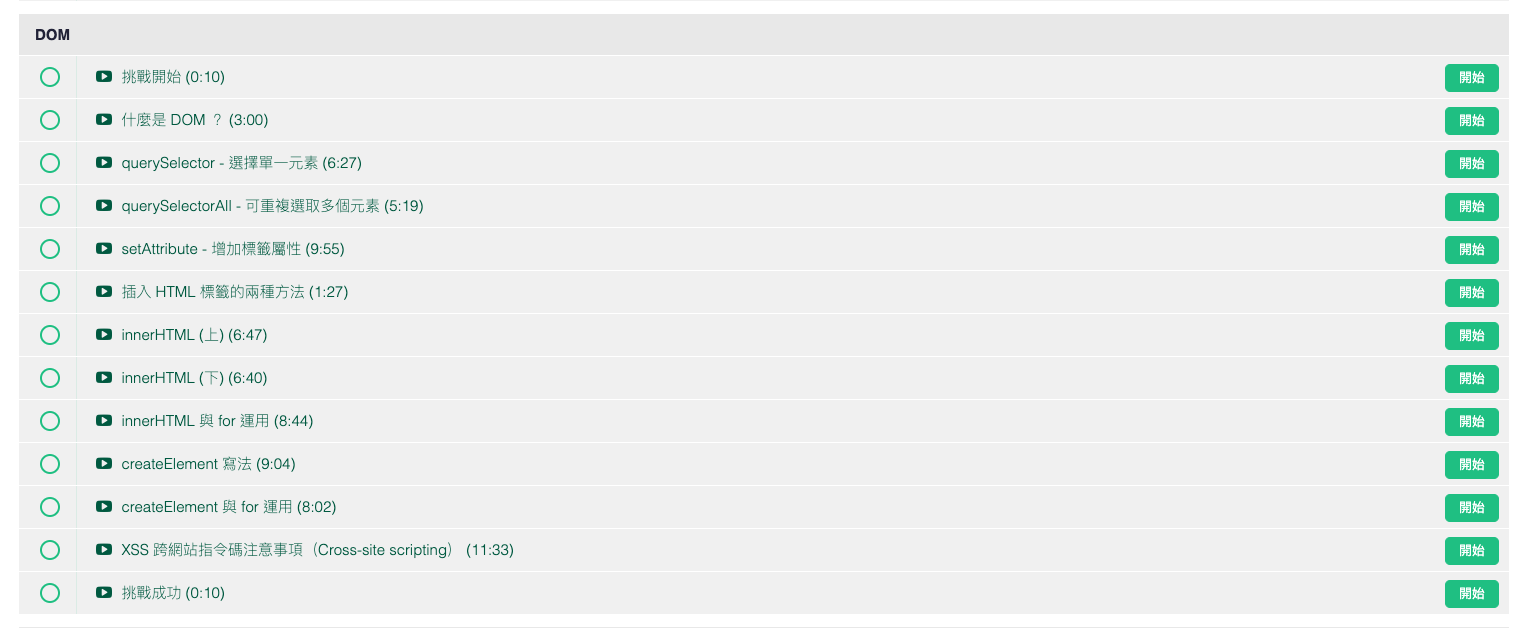 DOM
挑戰開始 (0:10) 開始
什麼是 DOM ？ (3:00) 開始
querySelector - 選擇單一元素 (6:27) 開始
querySelectorAll - 可重複選取多個元素 (5:19) 開始
setAttribute - 增加標籤屬性 (9:55) 開始
插入 HTML 標籤的兩種方法 (1:27) 開始
innerHTML (上) (6:47) 開始
innerHTML (下) (6:40) 開始
innerHTML 與 for 運用 (8:44) 開始
createElement 寫法 (9:04) 開始
createElement 與 for 運用 (8:02) 開始
XSS 跨網站指令碼注意事項（Cross-site scripting） (11:33) 開始
挑戰成功 (0:10) 開始